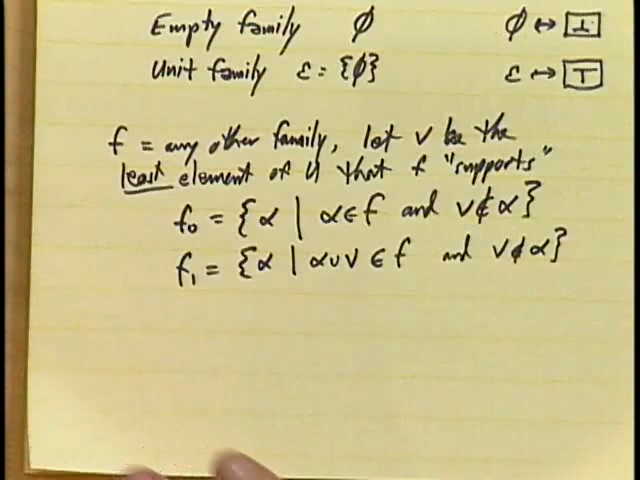 Empty family ∅ ∅ ↔ ⊥
Unit family ε = {∅} ε ↔ ⊤
f = any other family, let v be the
least element of U that f "supports"
f₀ = {α | α ∈ f and v ∉ α}
f₁ = {α | α ∪ v ∈ f and v ∉ α}